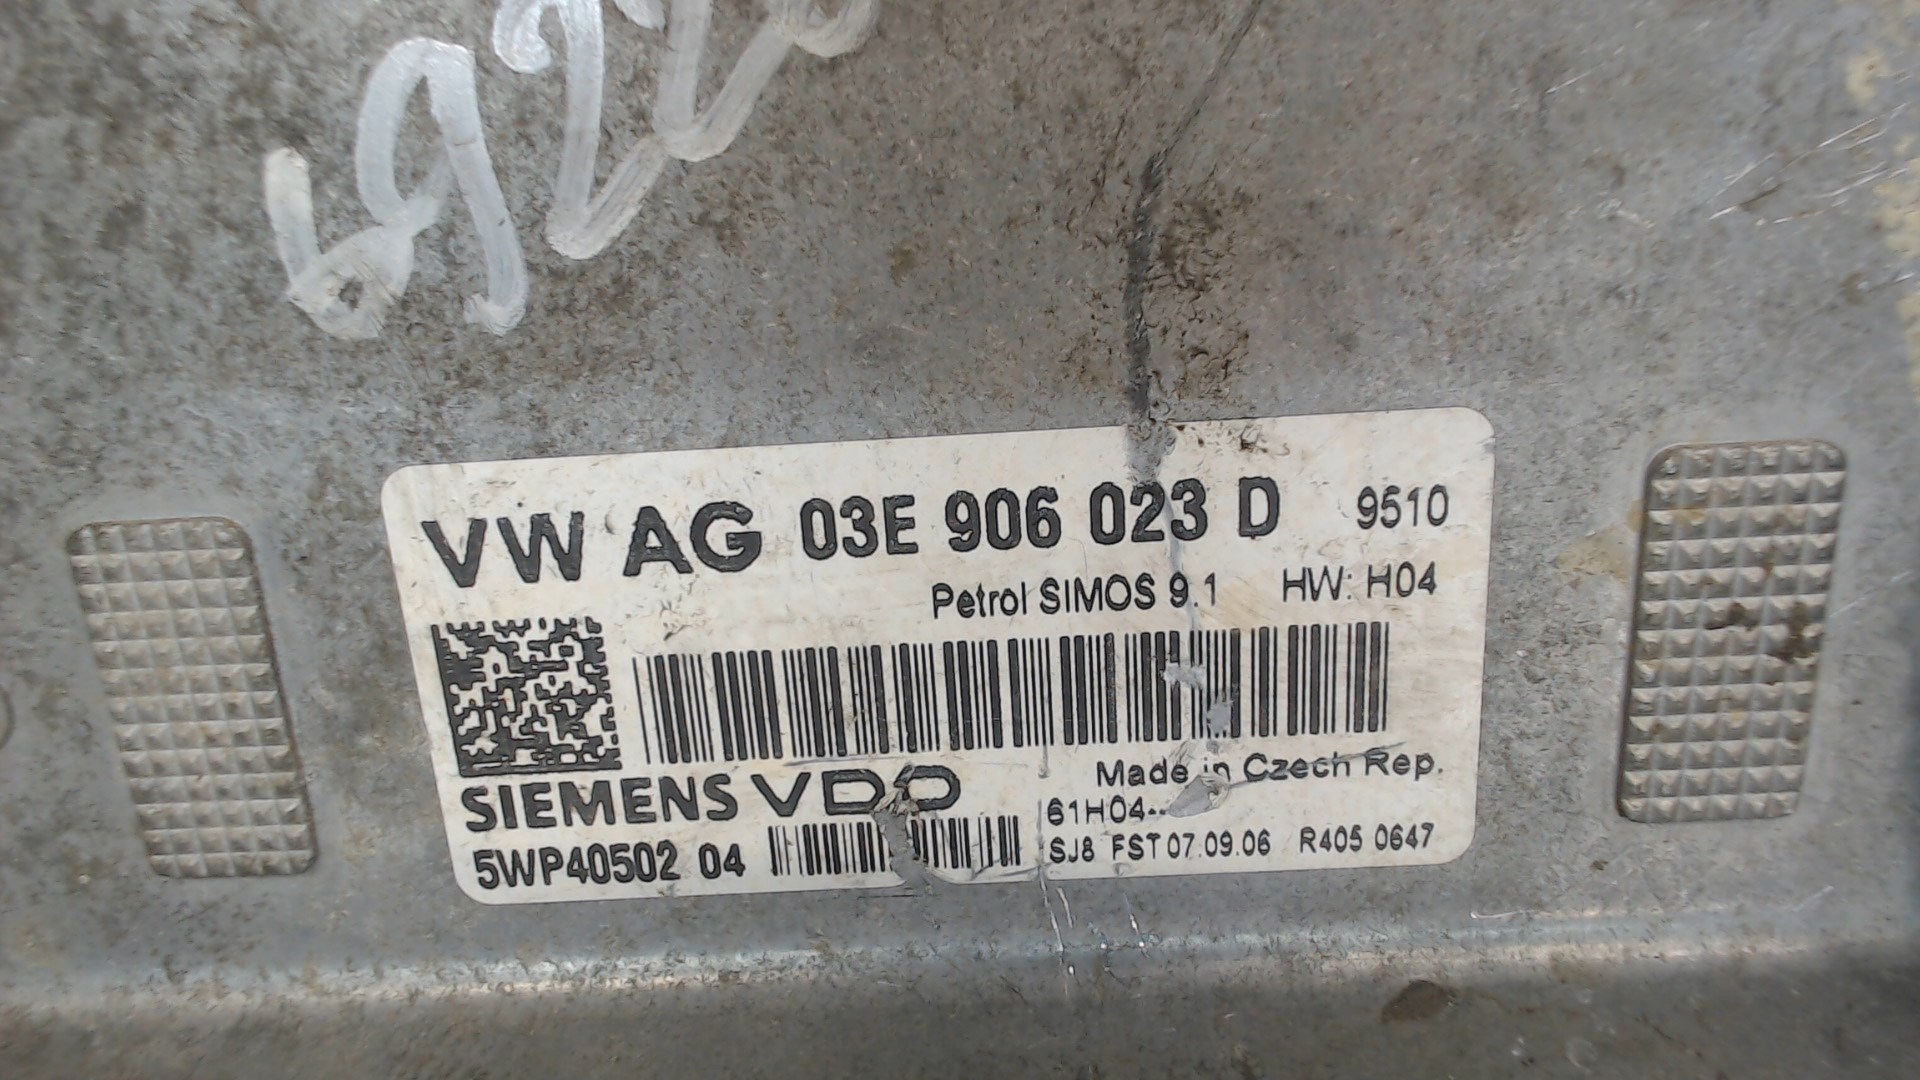 VW AG 03E 906 023 D 9510
Petrol SIMOS 9.1 HW: H04
SIEMENS VDO
Made in Czech Rep.
61H04--
5WP40502 04
SJ8 FST 07.09.06 R405 0647